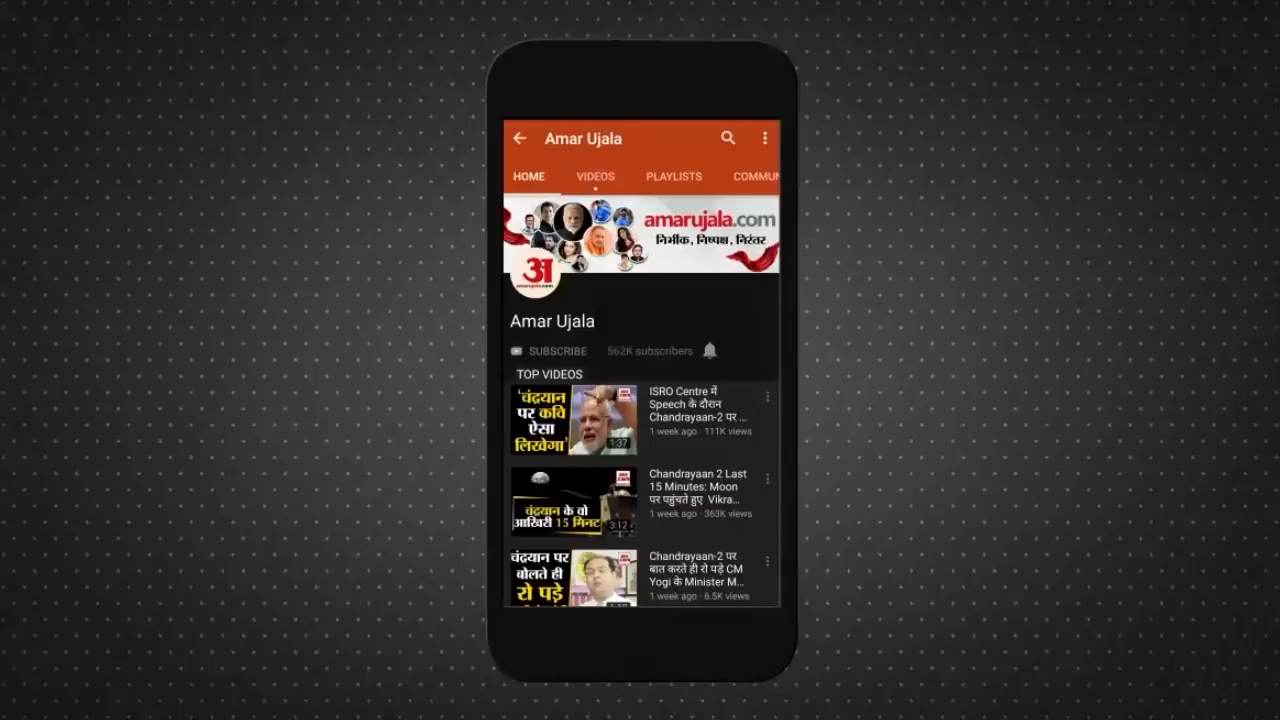 Amar Ujala
HOME VIDEOS PLAYLISTS COMMUN
amarujala.com
निर्भीक, निष्पक्ष, निरंतर
अ
amarujala.com
Amar Ujala
SUBSCRIBE 562K subscribers
TOP VIDEOS
'चंद्रयान
पर कवि
ऐसा
लिखेगा'
1:37
ISRO Centre में
Speech के दौरान
Chandrayaan-2 पर ...
1 week ago · 111K views
चंद्रयान के वो
आखिरी 15 मिनट
3:12
Chandrayaan 2 Last
15 Minutes: Moon
पर पहुंचते हुए Vikra...
1 week ago · 363K views
चंद्रयान पर
बोलते ही
रो पड़े
Chandrayaan-2 पर
बात करते ही रो पड़े CM
Yogi के Minister M...
1 week ago · 6.5K views